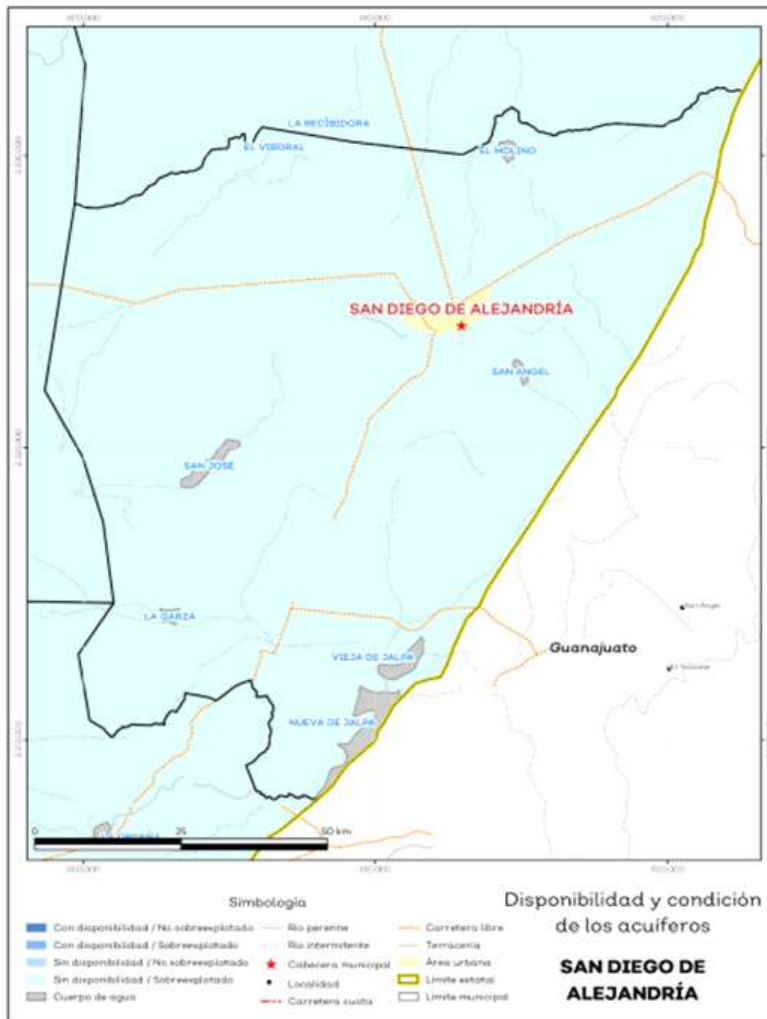 LA RECIBIDORA
EL VIBORAL
EL MOLINO
SAN DIEGO DE ALEJANDRÍA
SAN ANGEL
SAN JOSE
LA GARZA
VIEJA DE JALPA
Guanajuato
NUEVA DE JALPA
0 25 50 km
Simbología
Con disponibilidad / No sobreexplotado
Con disponibilidad / Sobreexplotado
Sin disponibilidad / No sobreexplotado
Sin disponibilidad / Sobreexplotado
Cuerpo de agua
Río perenne
Río intermitente
Cabecera municipal
Localidad
Carretera cuota
Carretera libre
Terracería
Área urbana
Límite estatal
Límite municipal
Disponibilidad y condición
de los acuíferos
SAN DIEGO DE
ALEJANDRÍA